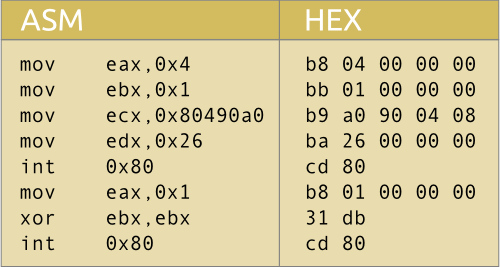 ASM HEX
mov eax,0x4 b8 04 00 00 00
mov ebx,0x1 bb 01 00 00 00
mov ecx,0x80490a0 b9 a0 90 04 08
mov edx,0x26 ba 26 00 00 00
int 0x80 cd 80
mov eax,0x1 b8 01 00 00 00
xor ebx,ebx 31 db
int 0x80 cd 80